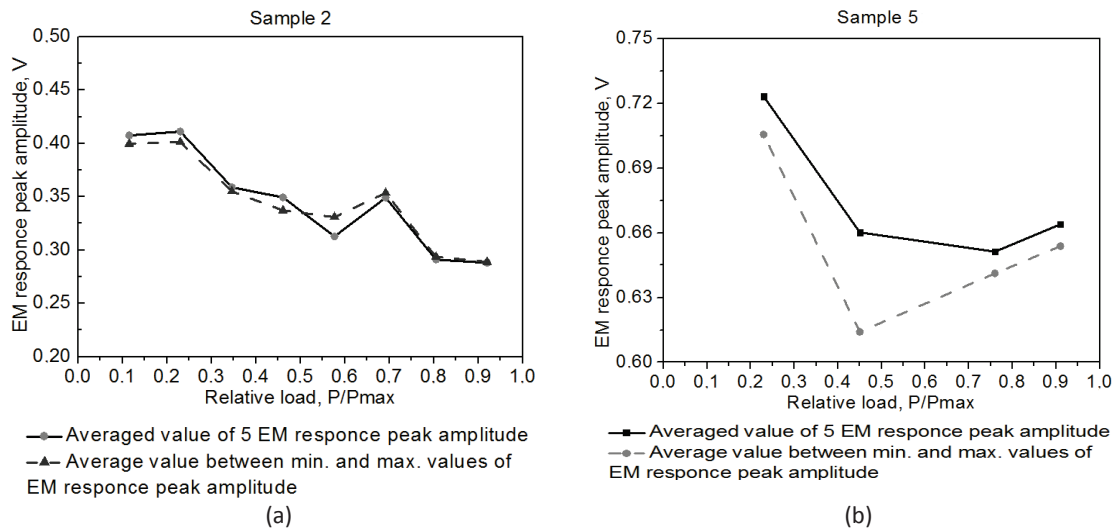 Sample 2
EM responce peak amplitude, V
0.50
0.45
0.40
0.35
0.30
0.25
0.20
0.0 0.1 0.2 0.3 0.4 0.5 0.6 0.7 0.8 0.9 1.0
Relative load, P/Pmax
Averaged value of 5 EM responce peak amplitude
Average value between min. and max. values of
EM responce peak amplitude
(a)
Sample 5
EM responce peak amplitude, V
0.75
0.72
0.69
0.66
0.63
0.60
0.0 0.1 0.2 0.3 0.4 0.5 0.6 0.7 0.8 0.9 1.0
Relative load, P/Pmax
Averaged value of 5 EM responce peak amplitude
Average value between min. and max. values of
EM responce peak amplitude
(b)